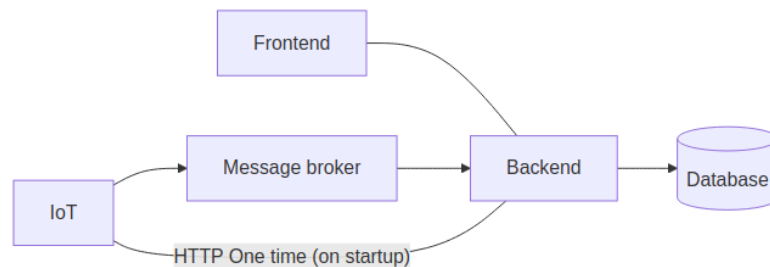 Frontend
Message broker
Backend
Database
IoT
HTTP One time (on startup)